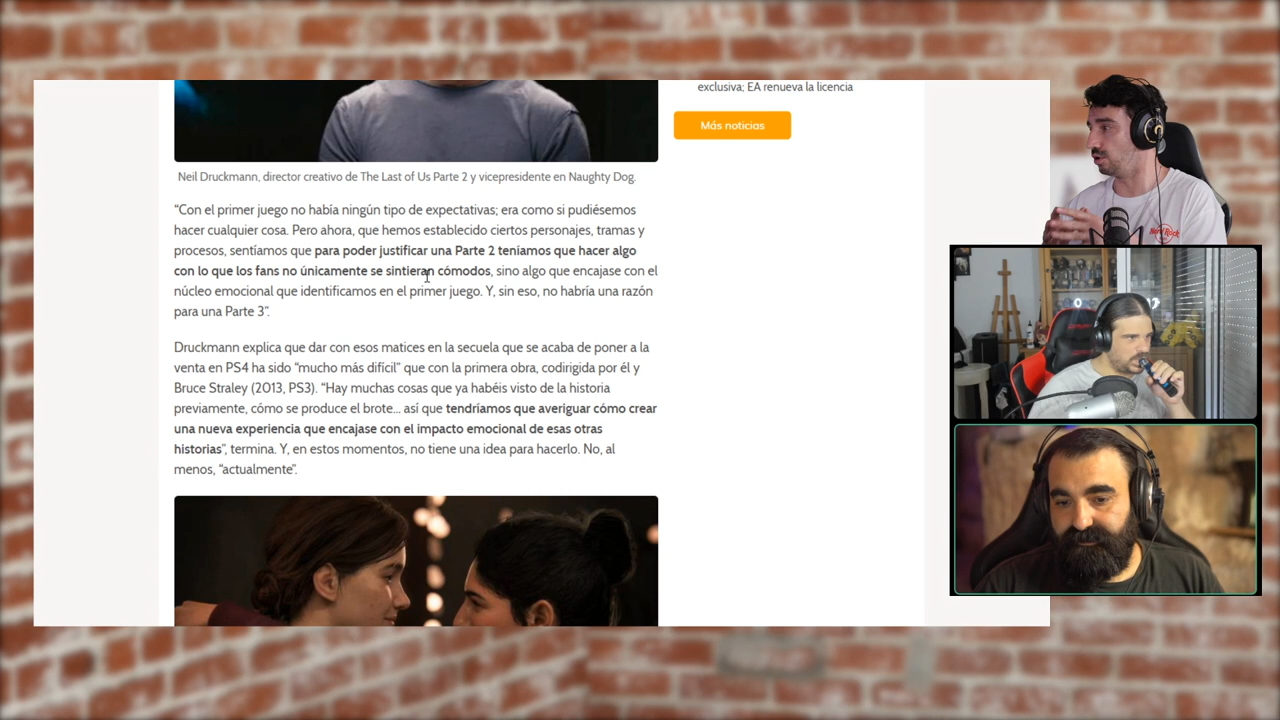 exclusiva; EA renueva la licencia
Más noticias
Neil Druckmann, director creativo de The Last of Us Parte 2 y vicepresidente en Naughty Dog.
“Con el primer juego no había ningún tipo de expectativas; era como si pudiésemos
hacer cualquier cosa. Pero ahora, que hemos establecido ciertos personajes, tramas y
procesos, sentíamos que para poder justificar una Parte 2 teníamos que hacer algo
con lo que los fans no únicamente se sintieran cómodos, sino algo que encajase con el
núcleo emocional que identificamos en el primer juego. Y, sin eso, no habría una razón
para una Parte 3”.
Druckmann explica que dar con esos matices en la secuela que se acaba de poner a la
venta en PS4 ha sido “mucho más difícil” que con la primera obra, codirigida por él y
Bruce Straley (2013, PS3). “Hay muchas cosas que ya habéis visto de la historia
previamente, cómo se produce el brote... así que tendríamos que averiguar cómo crear
una nueva experiencia que encajase con el impacto emocional de esas otras
historias”, termina. Y, en estos momentos, no tiene una idea para hacerlo. No, al
menos, “actualmente”.
Hard Rock